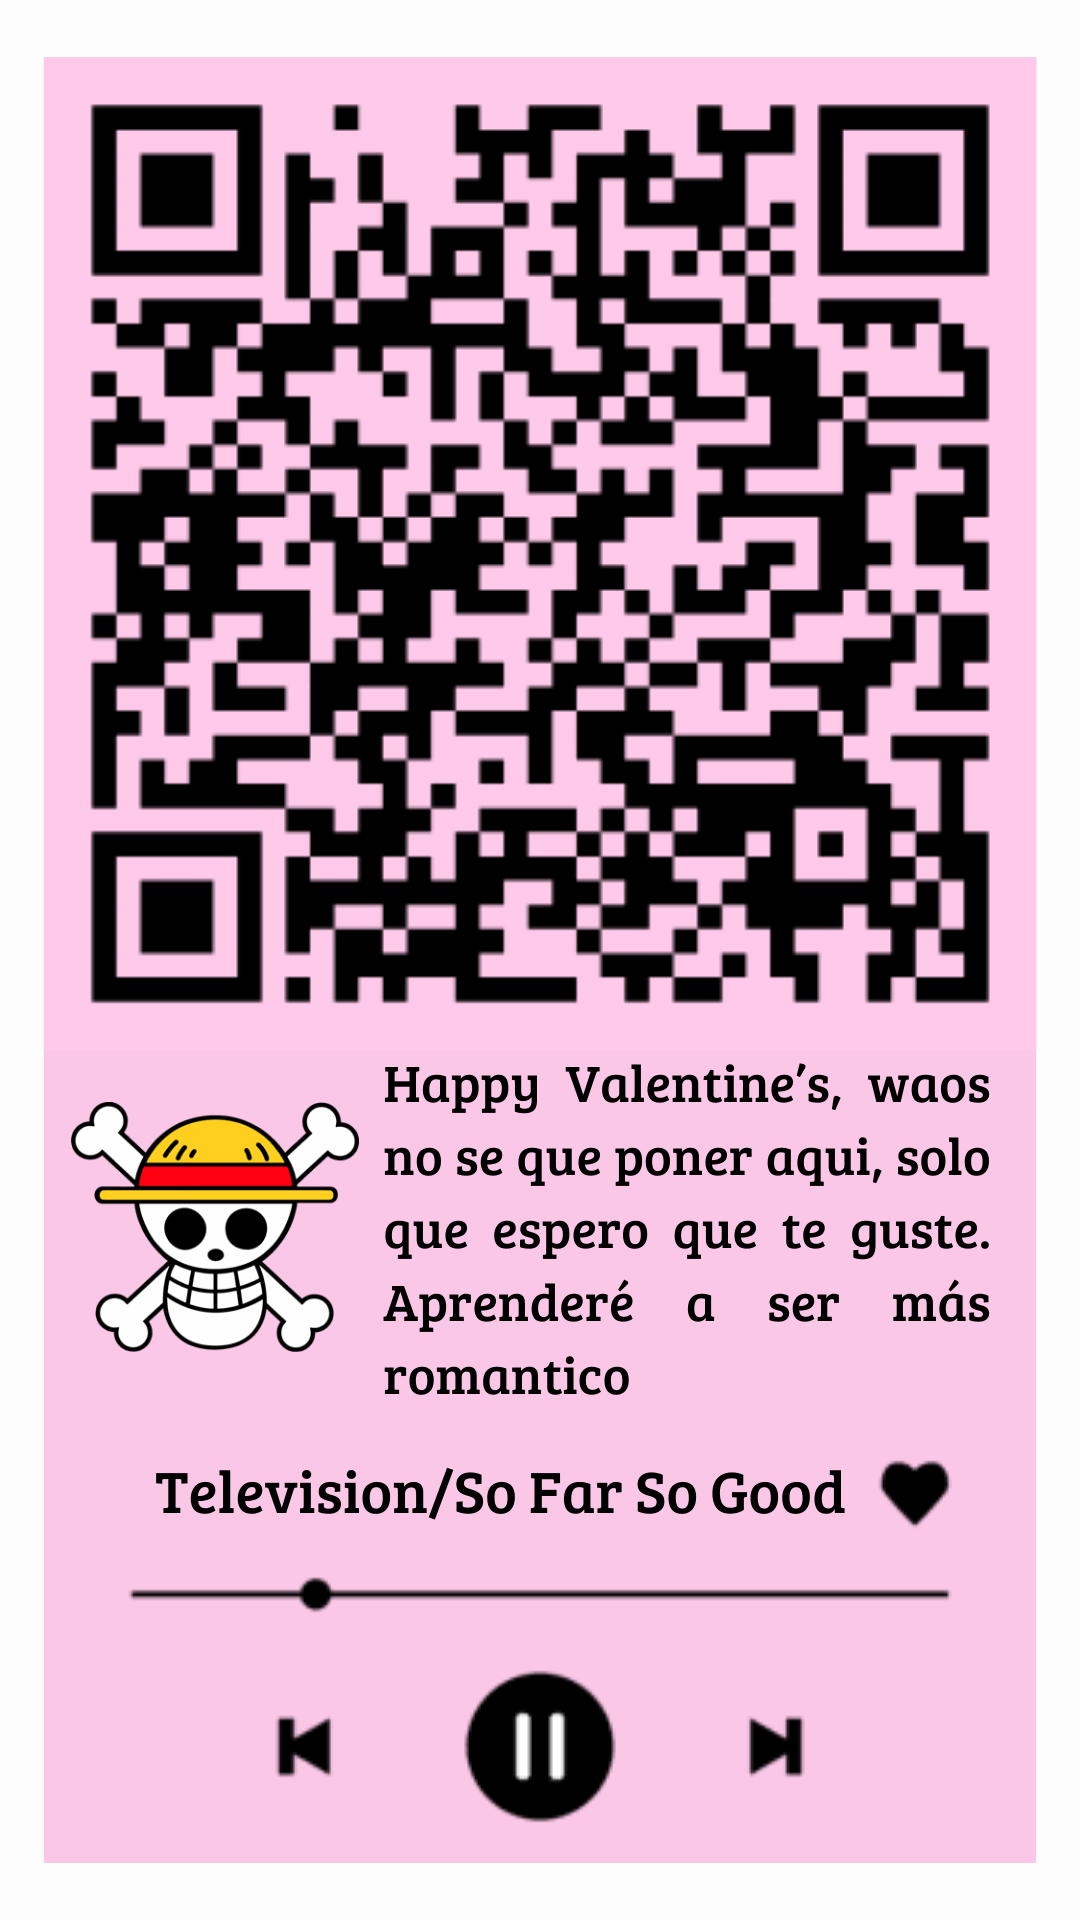 Happy Valentine’s, waos
no se que poner aqui, solo
que espero que te guste.
Aprenderé a ser más
romantico
Television/So Far So Good